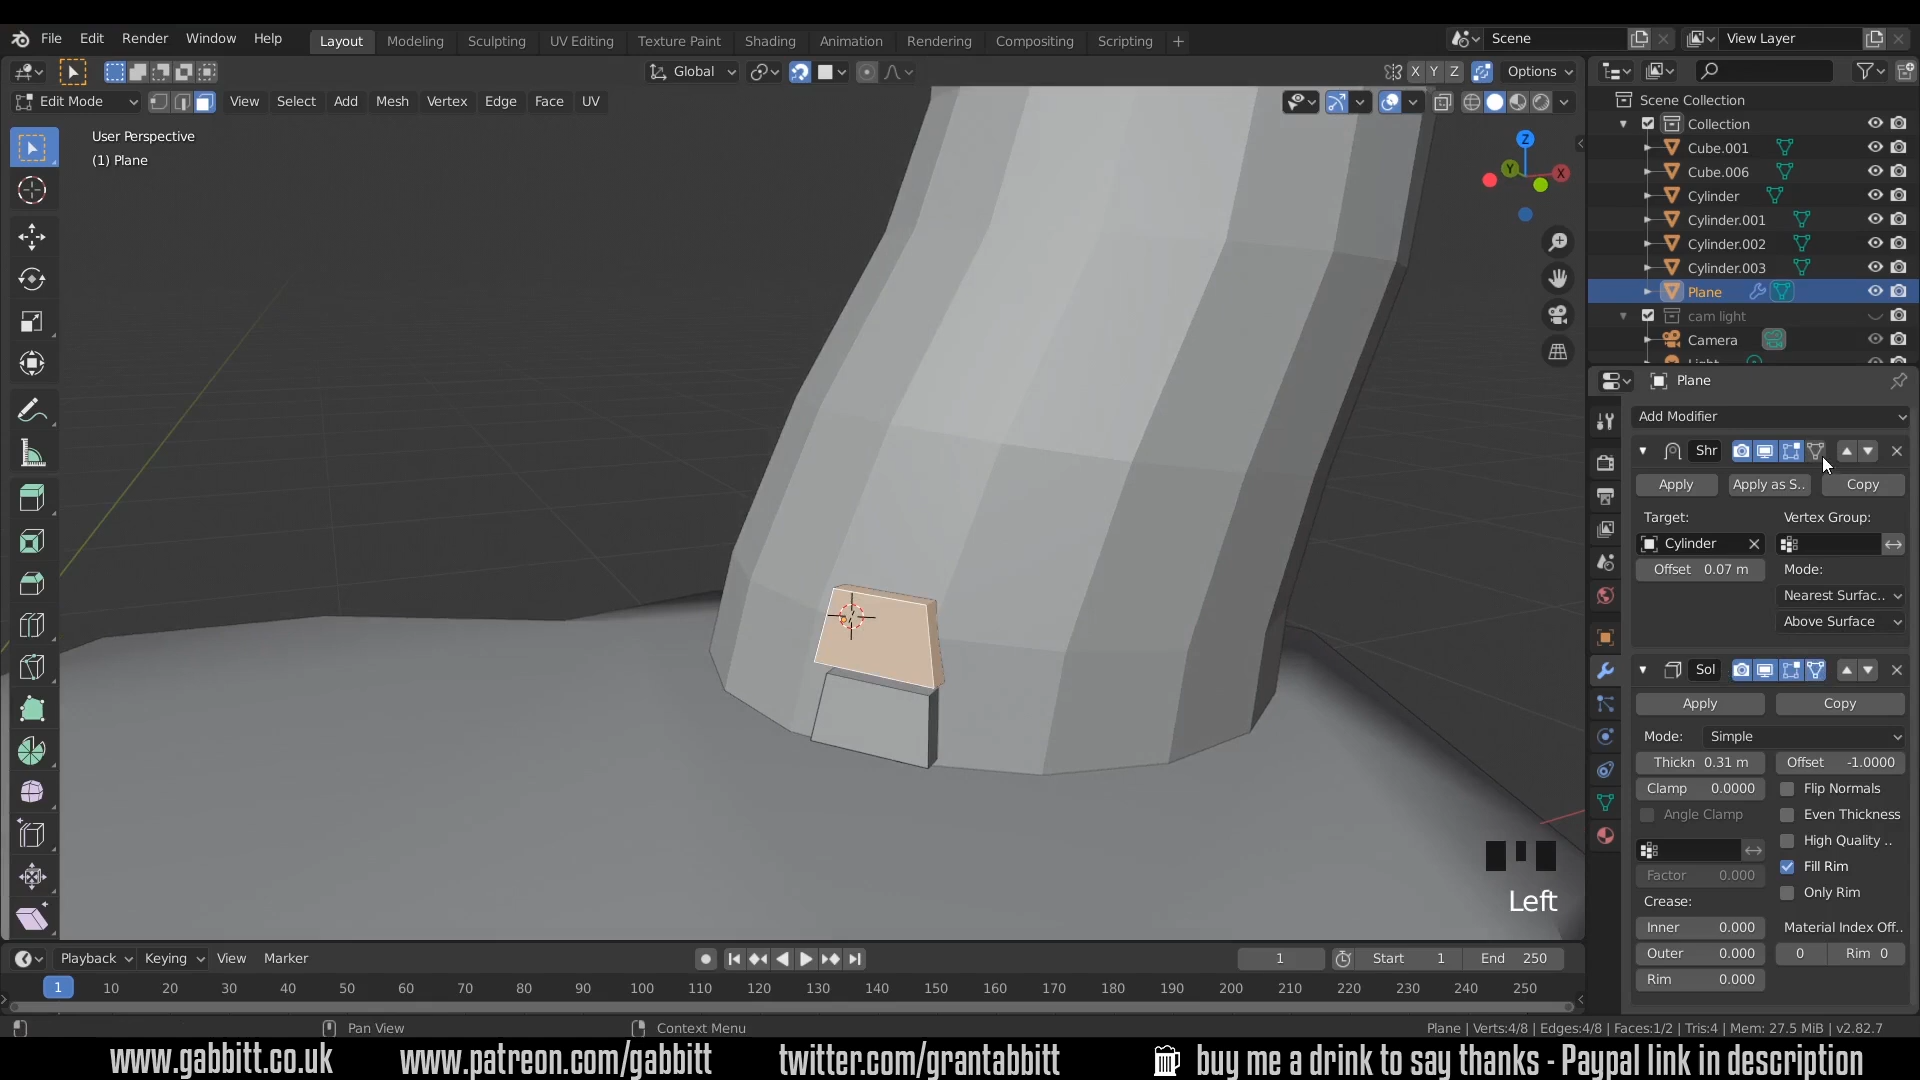 File Edit Render Window Help
Layout Modeling Sculpting UV Editing Texture Paint Shading Animation Rendering Compositing Scripting +
Scene
View Layer
Global
X Y Z Options
Edit Mode View Select Add Mesh Vertex Edge Face UV
User Perspective
(1) Plane
Z
Y
X
Scene Collection
Collection
Cube.001
Cube.006
Cylinder
Cylinder.001
Cylinder.002
Cylinder.003
Plane
cam light
Camera
Plane
Add Modifier
Shr
Apply Apply as S.. Copy
Target: Vertex Group:
Cylinder
Offset 0.07 m Mode:
Nearest Surfac..
Above Surface
Sol
Apply Copy
Mode: Simple
Thickn 0.31 m Offset -1.0000
Clamp 0.0000 Flip Normals
Angle Clamp Even Thickness
High Quality ..
Factor 0.000 Fill Rim
Crease: Only Rim
Inner 0.000 Material Index Off..
Outer 0.000 0 Rim 0
Rim 0.000
Left
Playback Keying View Marker
1 Start 1 End 250
1 10 20 30 40 50 60 70 80 90 100 110 120 130 140 150 160 170 180 190 200 210 220 230 240 250
Pan View Context Menu Plane | Verts:4/8 | Edges:4/8 | Faces:1/2 | Tris:4 | Mem: 27.5 MiB | v2.82.7
www.gabbitt.co.uk www.patreon.com/gabbitt twitter.com/grantabbitt buy me a drink to say thanks - Paypal link in description